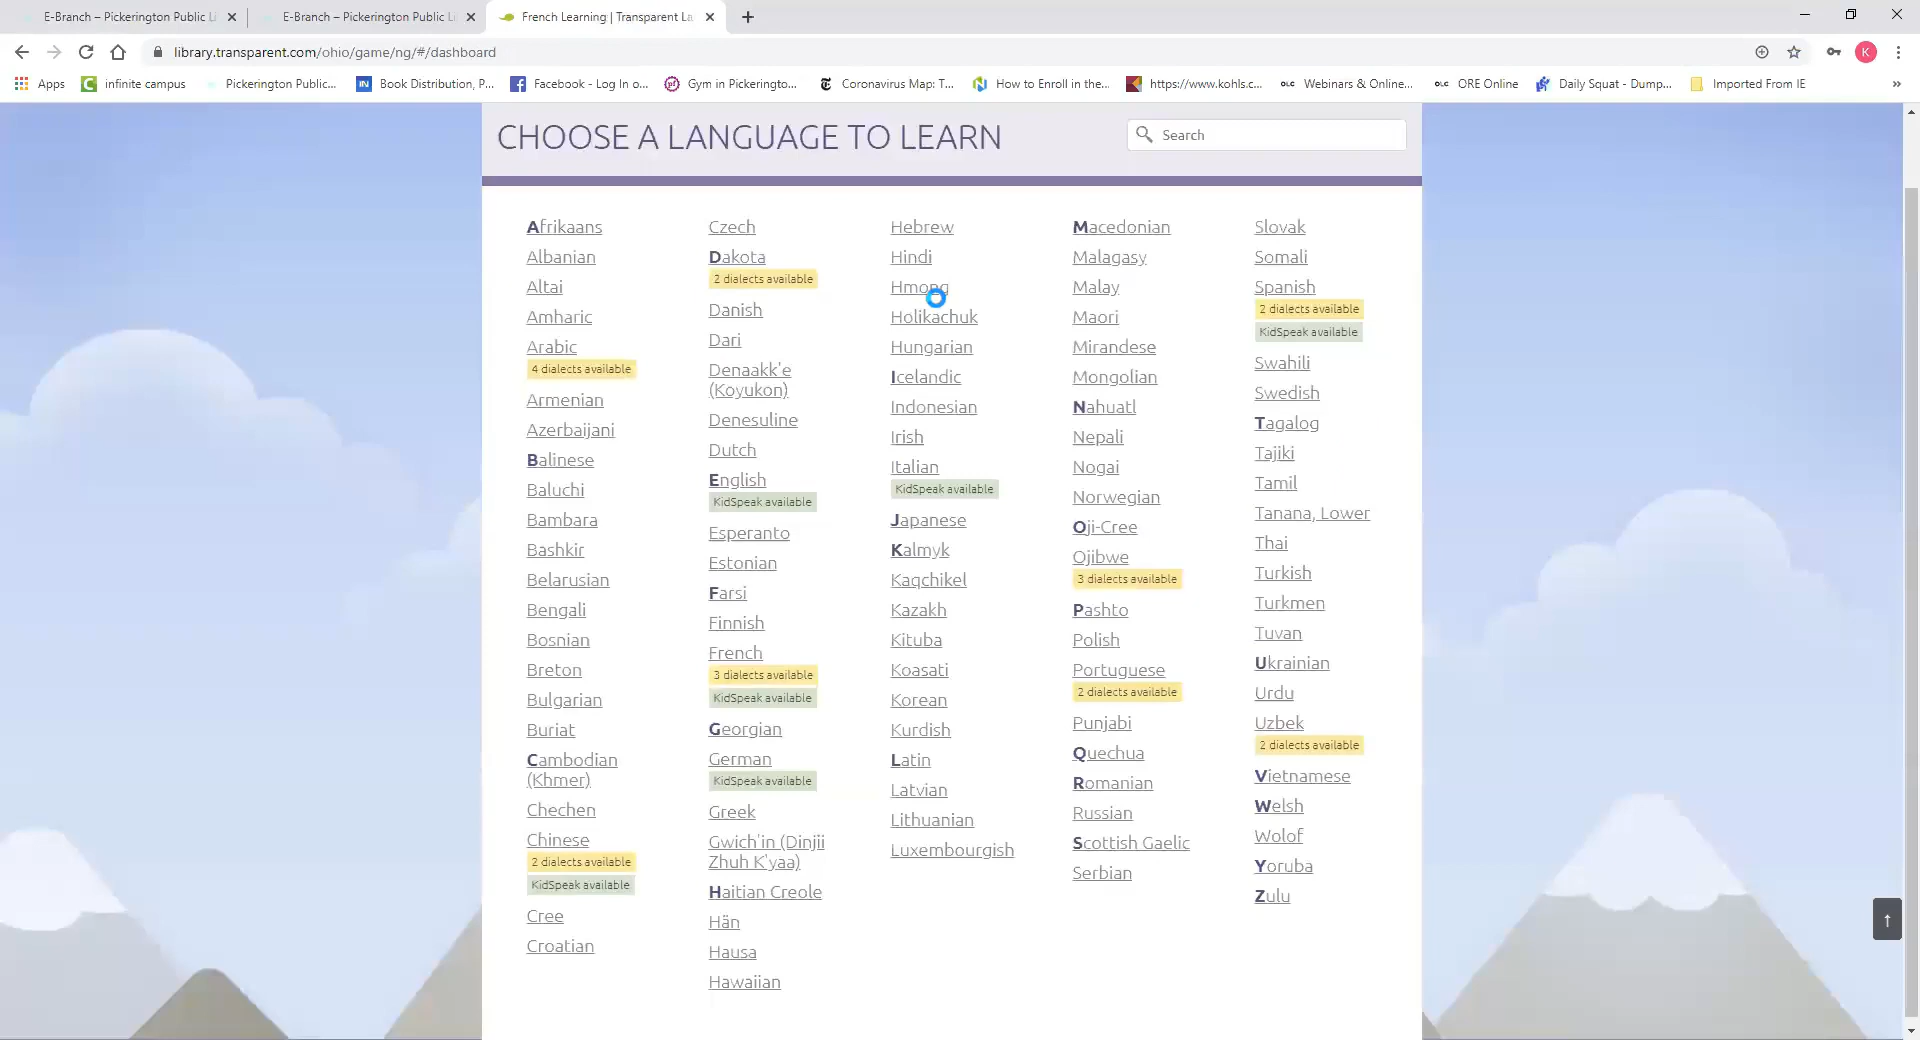 E-Branch – Pickerington Public Li
E-Branch – Pickerington Public Li
French Learning | Transparent La
library.transparent.com/ohio/game/ng/#/dashboard
K
Apps
infinite campus
Pickerington Public...
Book Distribution, P...
Facebook - Log In o...
Gym in Pickeringto...
Coronavirus Map: T...
How to Enroll in the...
https://www.kohls.c...
OLC Webinars & Online...
OLC ORE Online
Daily Squat - Dump...
Imported From IE
CHOOSE A LANGUAGE TO LEARN
Search
Afrikaans
Albanian
Altai
Amharic
Arabic
4 dialects available
Armenian
Azerbaijani
Balinese
Baluchi
Bambara
Bashkir
Belarusian
Bengali
Bosnian
Breton
Bulgarian
Buriat
Cambodian
(Khmer)
Chechen
Chinese
2 dialects available
KidSpeak available
Cree
Croatian
Czech
Dakota
2 dialects available
Danish
Dari
Denaakk'e
(Koyukon)
Denesuline
Dutch
English
KidSpeak available
Esperanto
Estonian
Farsi
Finnish
French
3 dialects available
KidSpeak available
Georgian
German
KidSpeak available
Greek
Gwich'in (Dinjii
Zhuh K'yaa)
Haitian Creole
Hän
Hausa
Hawaiian
Hebrew
Hindi
Hmong
Holikachuk
Hungarian
Icelandic
Indonesian
Irish
Italian
KidSpeak available
Japanese
Kalmyk
Kaqchikel
Kazakh
Kituba
Koasati
Korean
Kurdish
Latin
Latvian
Lithuanian
Luxembourgish
Macedonian
Malagasy
Malay
Maori
Mirandese
Mongolian
Nahuatl
Nepali
Nogai
Norwegian
Oji-Cree
Ojibwe
3 dialects available
Pashto
Polish
Portuguese
2 dialects available
Punjabi
Quechua
Romanian
Russian
Scottish Gaelic
Serbian
Slovak
Somali
Spanish
2 dialects available
KidSpeak available
Swahili
Swedish
Tagalog
Tajiki
Tamil
Tanana, Lower
Thai
Turkish
Turkmen
Tuvan
Ukrainian
Urdu
Uzbek
2 dialects available
Vietnamese
Welsh
Wolof
Yoruba
Zulu